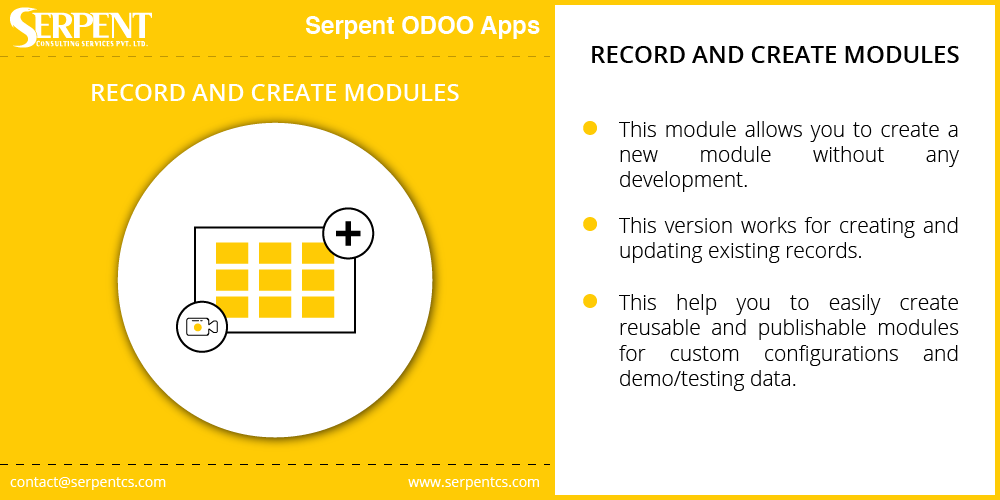 SERPENT
CONSULTING SERVICES PVT. LTD.
Serpent ODOO Apps
RECORD AND CREATE MODULES
contact@serpentcs.com
www.serpentcs.com
RECORD AND CREATE MODULES
This module allows you to create a
new module without any
development.
This version works for creating and
updating existing records.
This help you to easily create
reusable and publishable modules
for custom configurations and
demo/testing data.